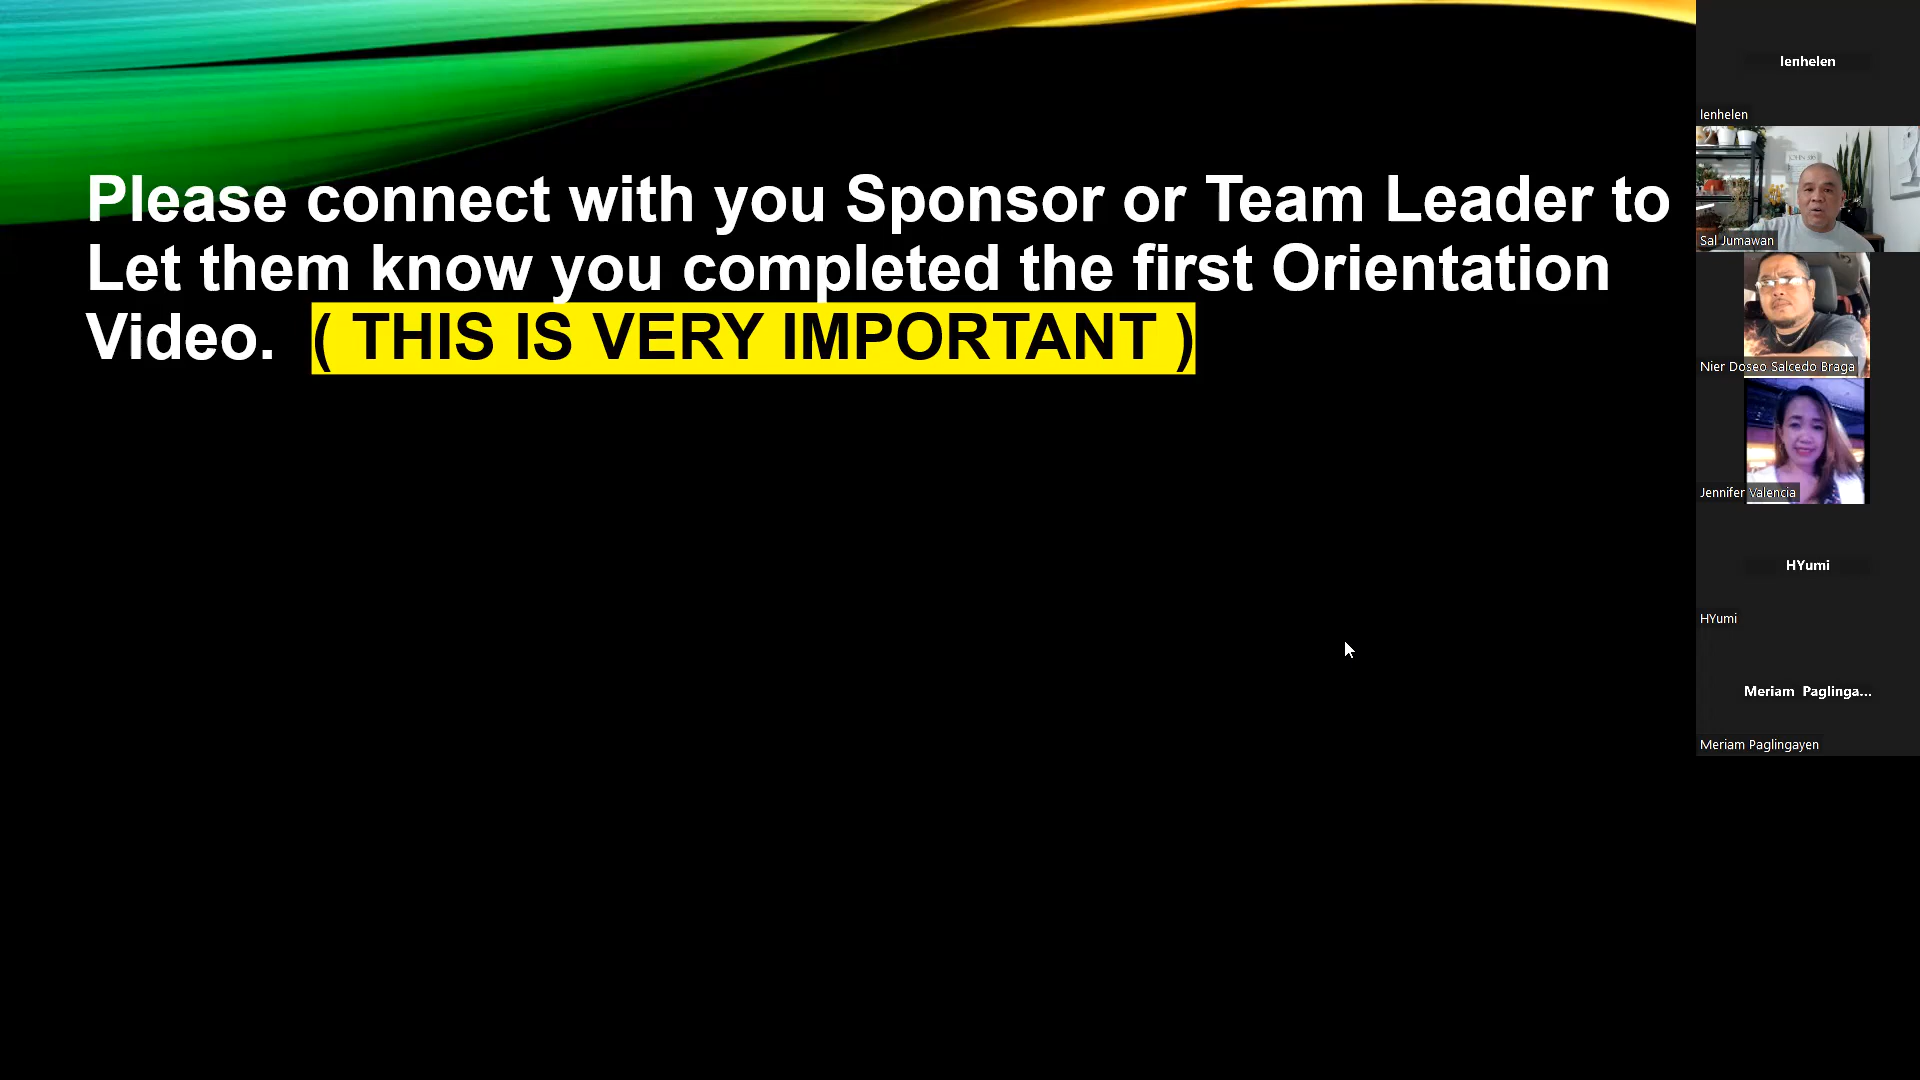 Please connect with you Sponsor or Team Leader to
Let them know you completed the first Orientation
Video. ( THIS IS VERY IMPORTANT )
lenhelen
lenhelen
Sal Jumawan
Nier Doseo Salcedo Braga
Jennifer Valencia
HYumi
HYumi
Meriam Paglinga...
Meriam Paglingayen